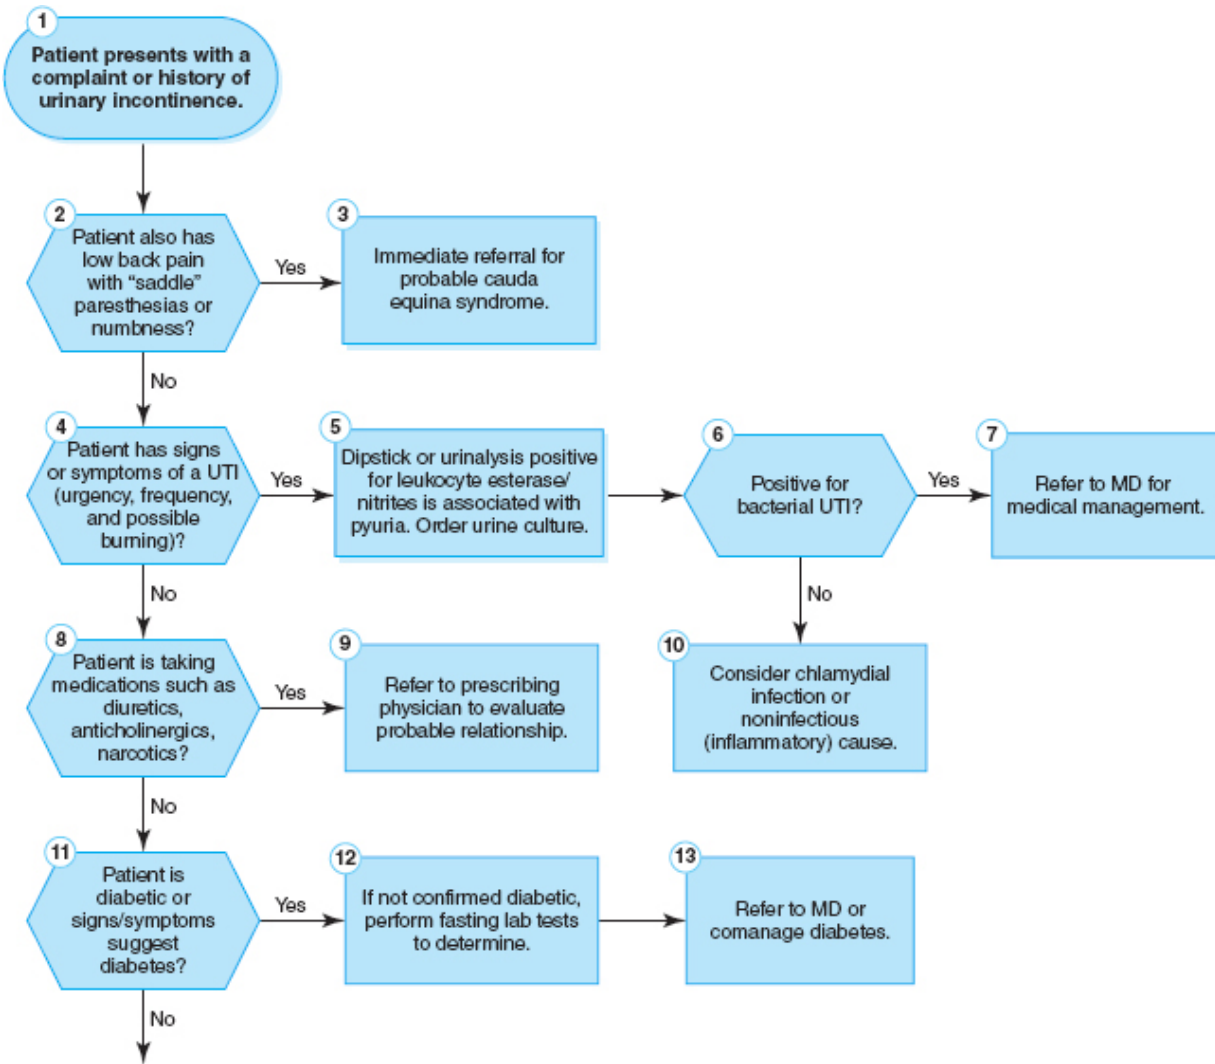 1
Patient presents with a
complaint or history of
urinary incontinence.
2
Patient also has
low back pain
with “saddle”
paresthesias or
numbness?
Yes
3
Immediate referral for
probable cauda
equina syndrome.
No
4
Patient has signs
or symptoms of a UTI
(urgency, frequency,
and possible
burning)?
Yes
5
Dipstick or urinalysis positive
for leukocyte esterase/
nitrites is associated with
pyuria. Order urine culture.
6
Positive for
bacterial UTI?
Yes
7
Refer to MD for
medical management.
No
No
8
Patient is taking
medications such as
diuretics,
anticholinergics,
narcotics?
Yes
9
Refer to prescribing
physician to evaluate
probable relationship.
10
Consider chlamydial
infection or
noninfectious
(inflammatory) cause.
No
11
Patient is
diabetic or
signs/symptoms
suggest
diabetes?
Yes
12
If not confirmed diabetic,
perform fasting lab tests
to determine.
13
Refer to MD or
comanage diabetes.
No